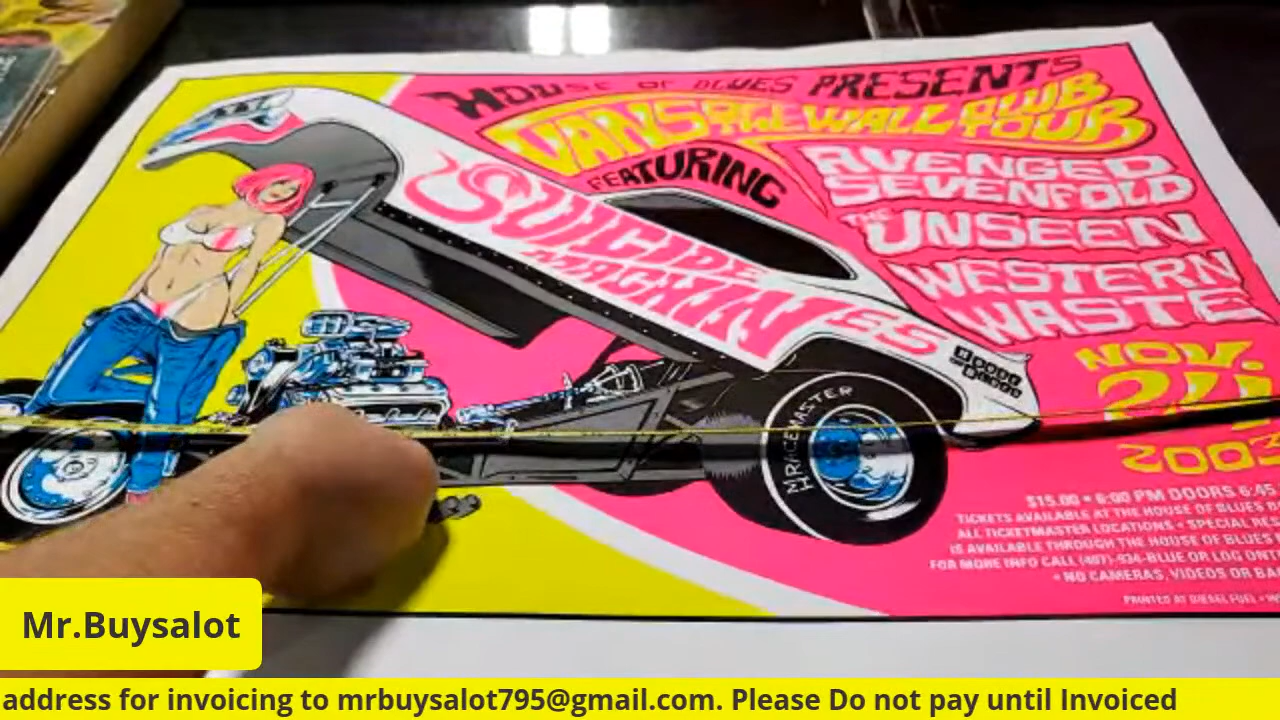 HOUSE OF BLUES PRESENTS
VANS OFF THE WALL CLUB TOUR
FEATURING
SUICIDE
MACHINES
AVENGED
SEVENFOLD
THE UNSEEN
WESTERN
WASTE
NOV.
24
2002
MRACEMASTER
$15.00 • 6:00 PM DOORS 6:45
TICKETS AVAILABLE AT THE HOUSE OF BLUES
ALL TICKETMASTER LOCATIONS • SPECIAL
IS AVAILABLE THROUGH THE HOUSE OF BLUES
FOR MORE INFO CALL (407)-934-BLUE OR LOG
• NO CAMERAS, VIDEOS OR
PRINTED AT DIESEL FUEL
Mr.Buysalot
address for invoicing to mrbuysalot795@gmail.com. Please Do not pay until Invoiced